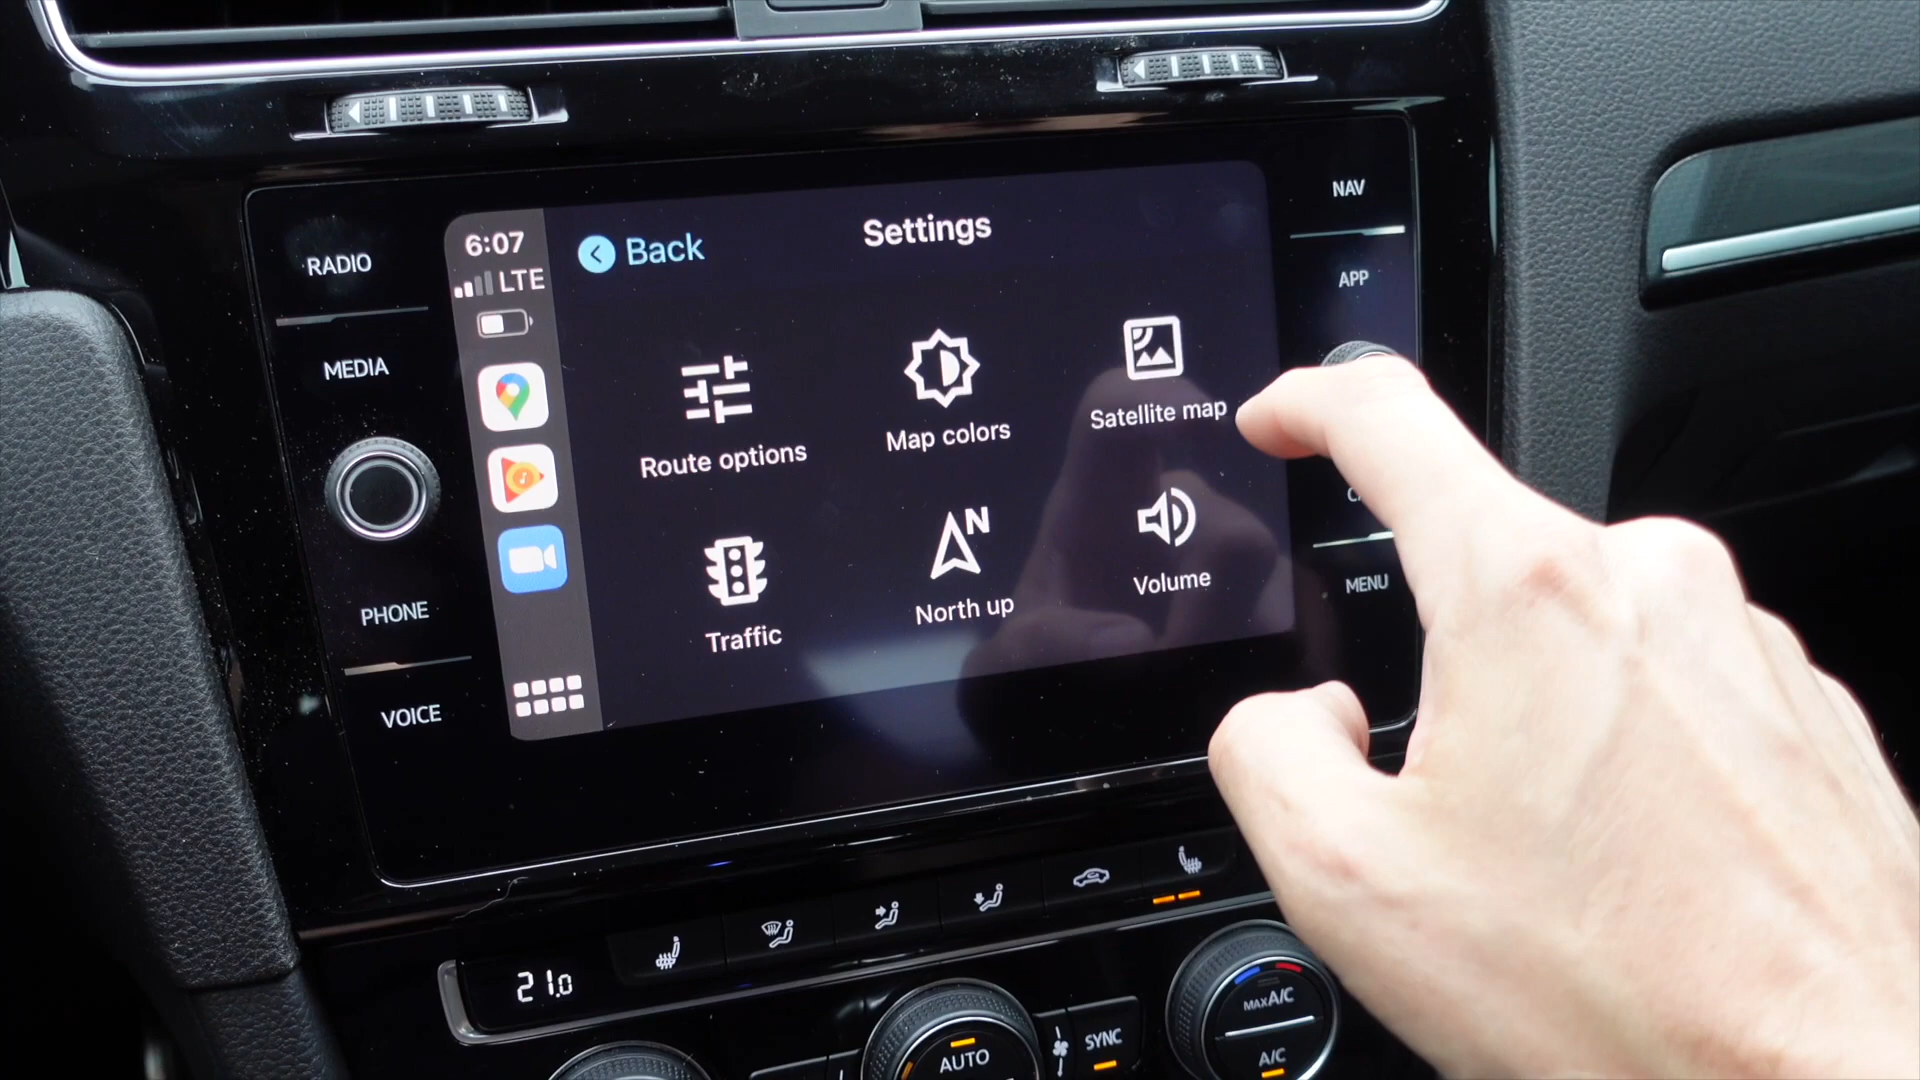 NAV
RADIO
6:07
LTE
Back
Settings
APP
MEDIA
Route options
Map colors
Satellite map
PHONE
Traffic
N
North up
Volume
MENU
VOICE
21.0
AUTO
SYNC
MAX A/C
A/C